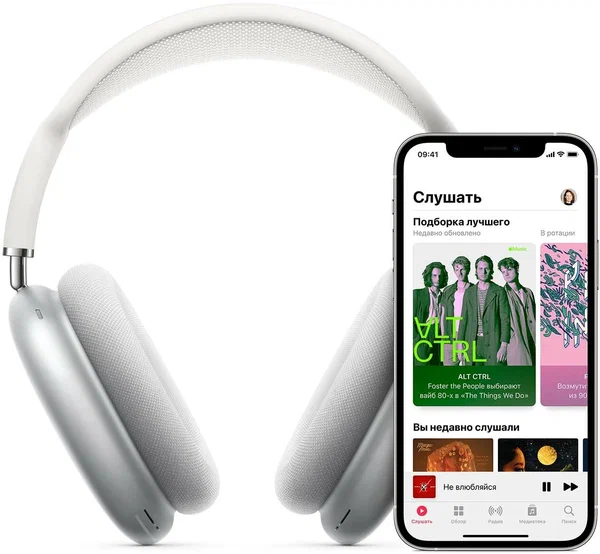 09:41
Слушать
Подборка лучшего
Недавно обновлено
В ротации
Music
ALT
CTRL
ALT CTRL
Foster the People выбирают
вайб 80-х в «The Things We Do»
Возмути
из 90
Вы недавно слушали
Не влюбляйся
Слушать
Обзор
Радио
Медиатека
Поиск